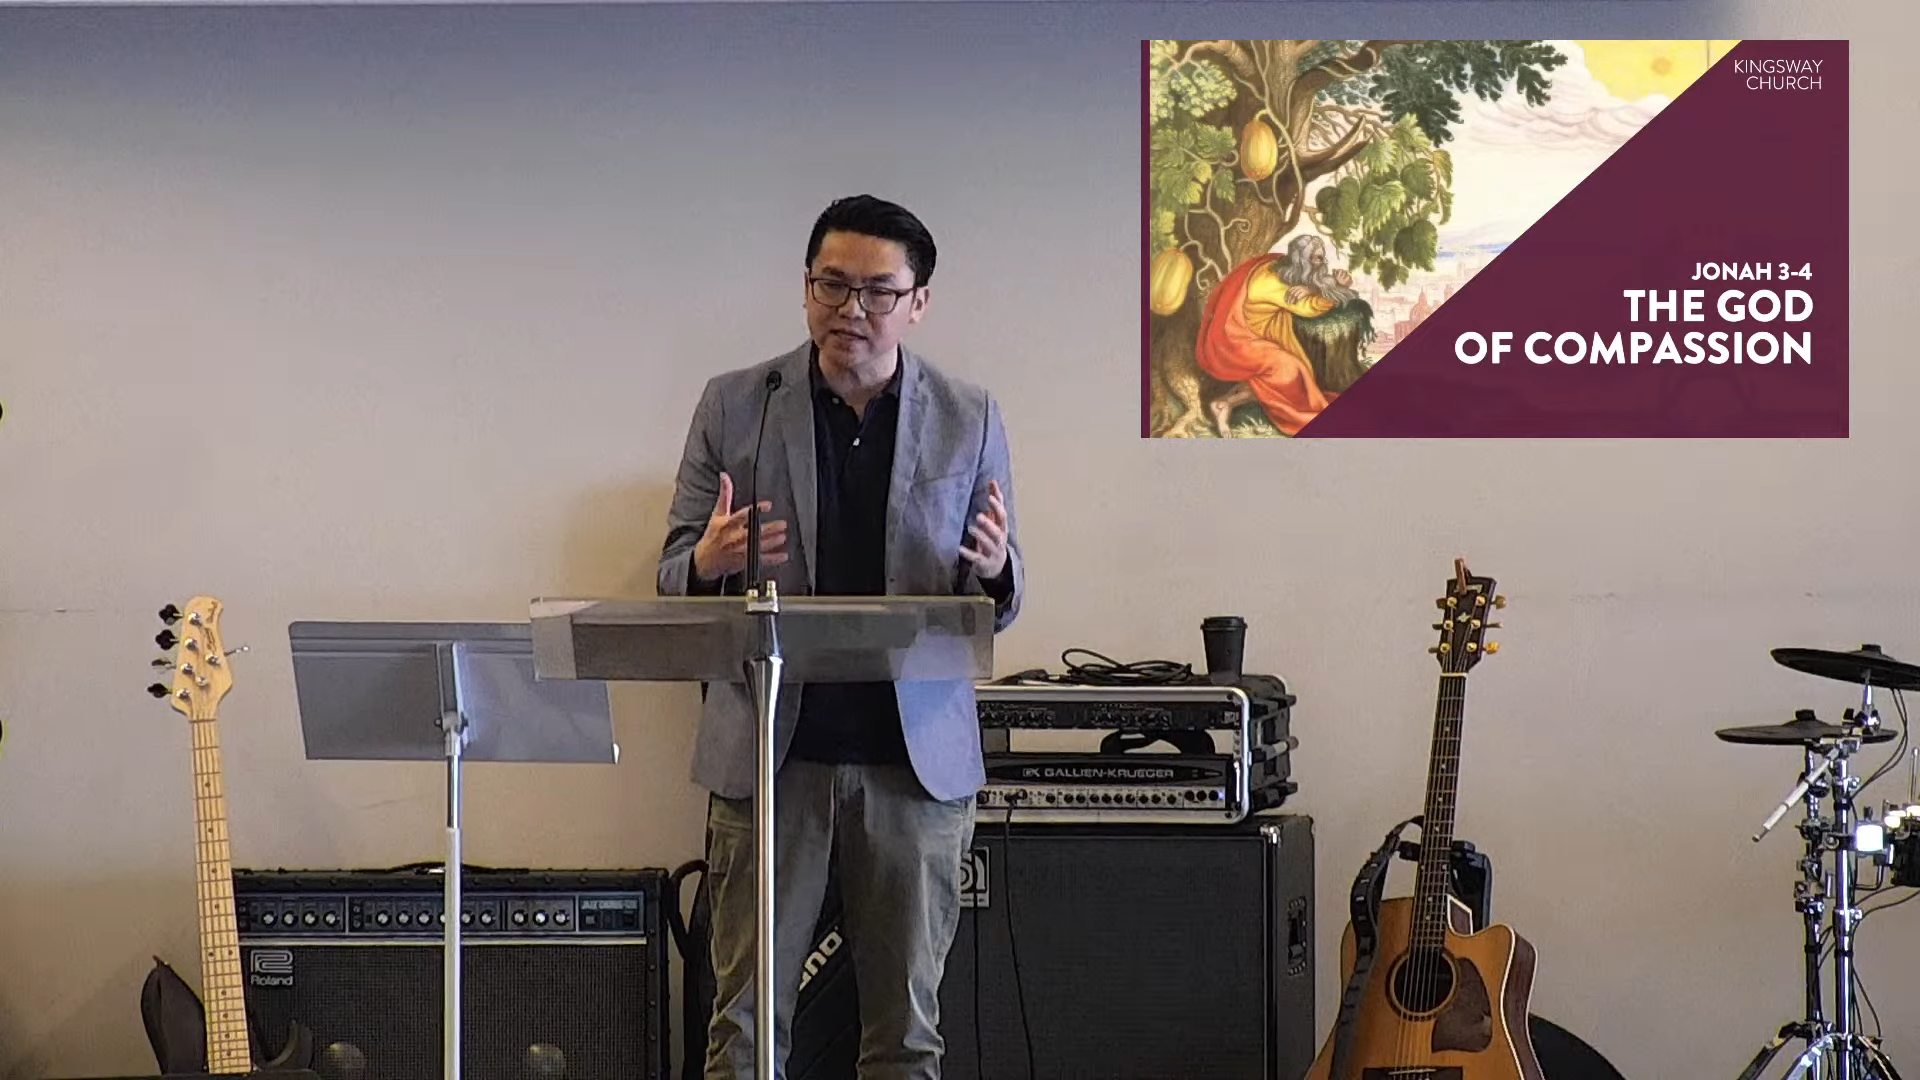 KINGSWAY
CHURCH
JONAH 3-4
THE GOD
OF COMPASSION
GALLIEN-KRUEGER
Roland